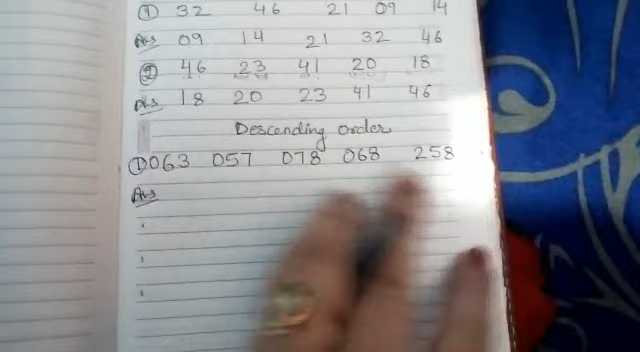 ① 32 46 21 09 14
Ans 09 14 21 32 46
② 46 23 41 20 18
Ans 18 20 23 41 46
Descending order
① 063 057 078 068 258
Ans